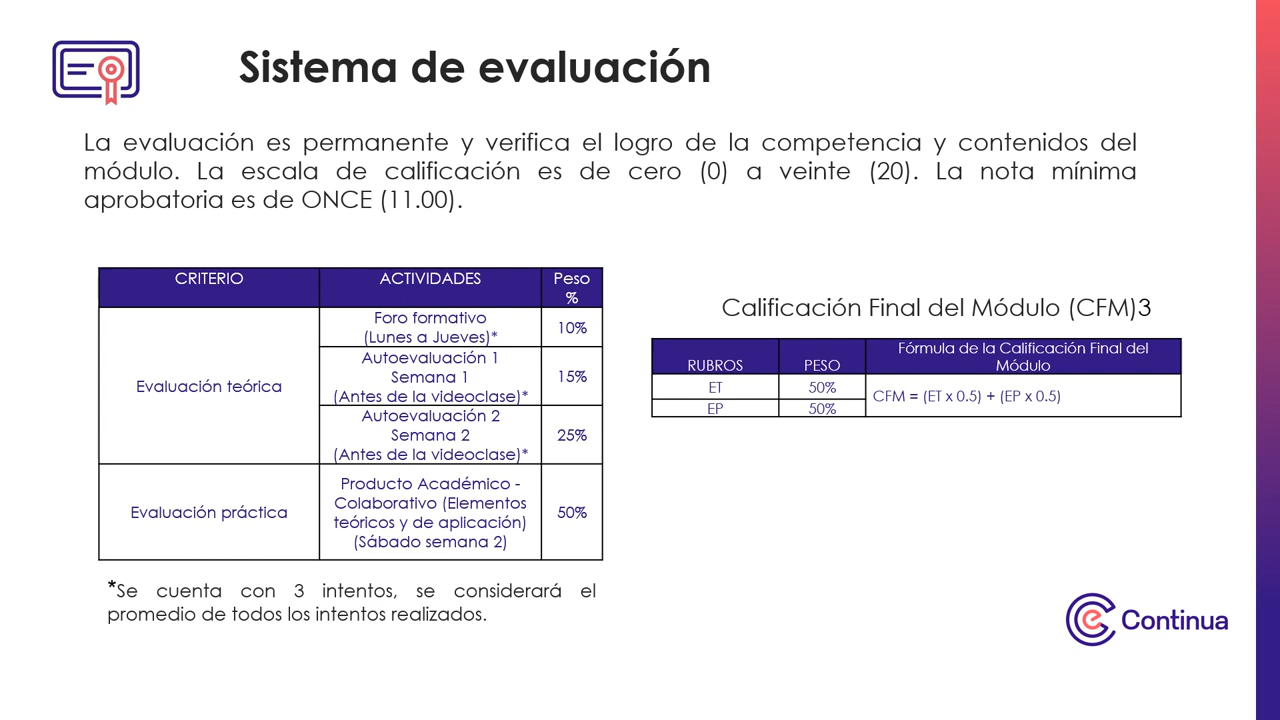 Sistema de evaluación
La evaluación es permanente y verifica el logro de la competencia y contenidos del
módulo. La escala de calificación es de cero (0) a veinte (20). La nota mínima
aprobatoria es de ONCE (11.00).
CRITERIO ACTIVIDADES Peso
%
Evaluación teórica
Foro formativo
(Lunes a Jueves)*
10%
Autoevaluación 1
Semana 1
(Antes de la videoclase)*
15%
Autoevaluación 2
Semana 2
(Antes de la videoclase)*
25%
Evaluación práctica
Producto Académico -
Colaborativo (Elementos
teóricos y de aplicación)
(Sábado semana 2)
50%
*Se cuenta con 3 intentos, se considerará el
promedio de todos los intentos realizados.
Calificación Final del Módulo (CFM)3
RUBROS PESO
Fórmula de la Calificación Final del
Módulo
ET 50%
EP 50%
CFM = (ET x 0.5) + (EP x 0.5)
Continua